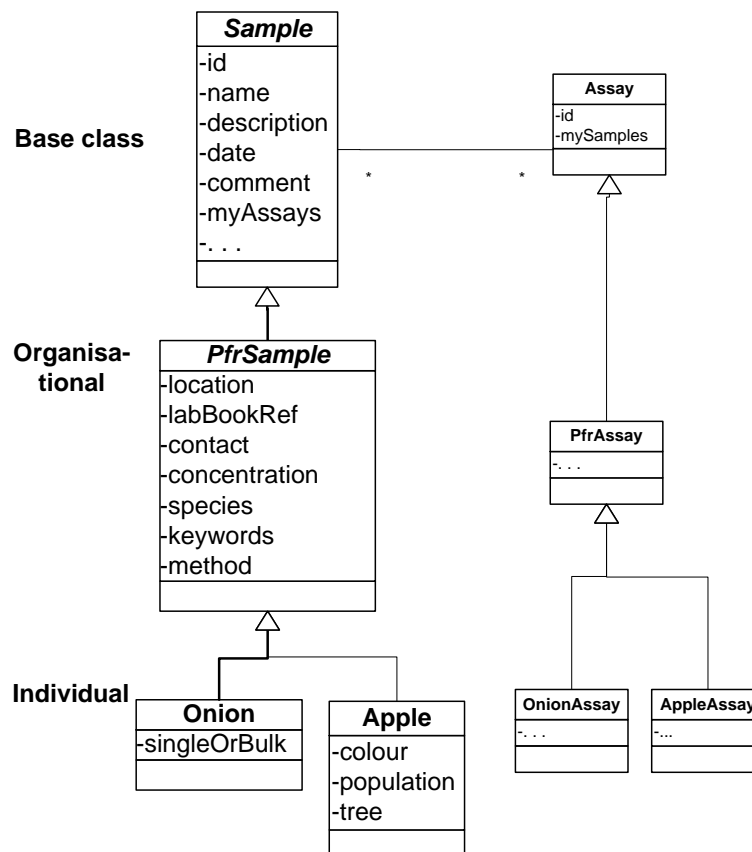 Sample
-id
-name
-description
-date
-comment
-myAssays
-. . .
Base class
Assay
-id
-mySamples
*
*
Organisa-
tional
PfrSample
-location
-labBookRef
-contact
-concentration
-species
-keywords
-method
PfrAssay
-. . .
Individual
Onion
-singleOrBulk
Apple
-colour
-population
-tree
OnionAssay
-. . .
AppleAssay
-...